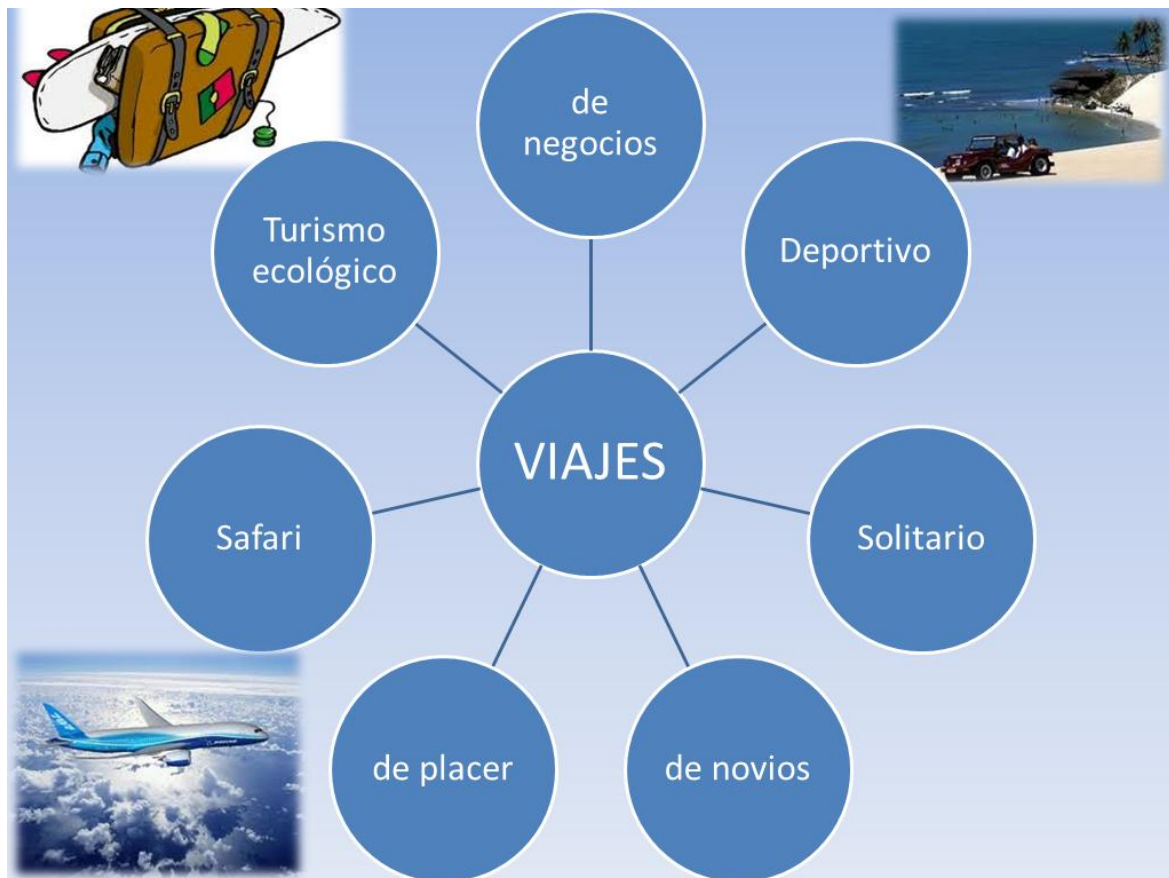 de
negocios
Deportivo
Solitario
de novios
de placer
Safari
Turismo
ecológico
VIAJES